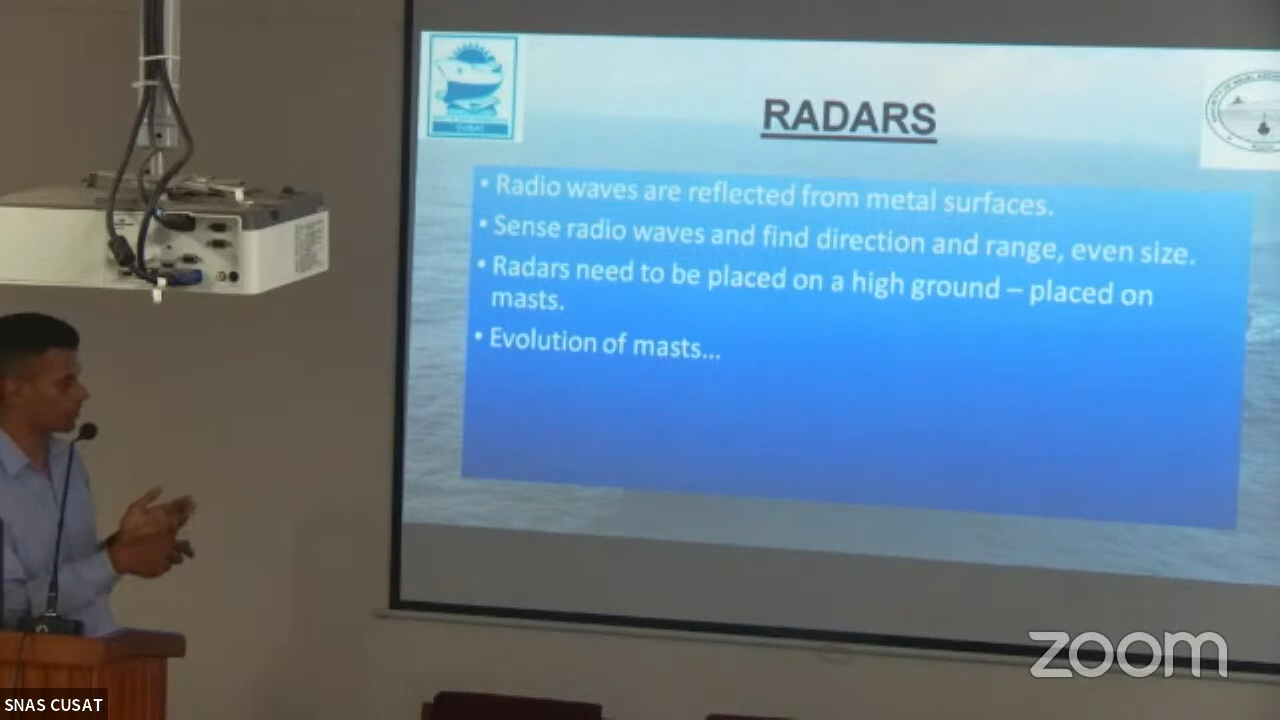 RADARS
CUSAT
• Radio waves are reflected from metal surfaces.
• Sense radio waves and find direction and range, even size.
• Radars need to be placed on a high ground – placed on
masts.
• Evolution of masts...
zoom
SNAS CUSAT